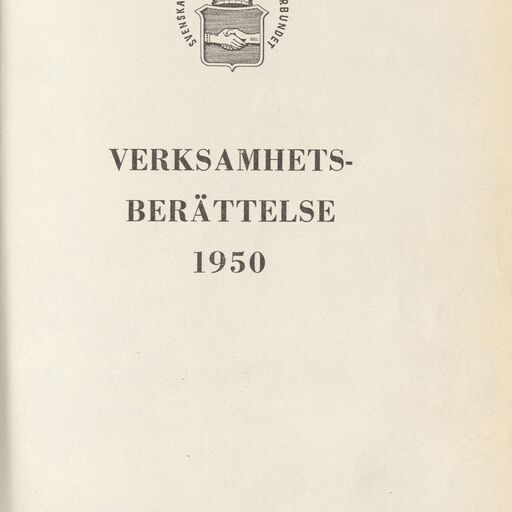 SVENSKA
RBUNDET
VERKSAMHETS-
BERÄTTELSE
1950